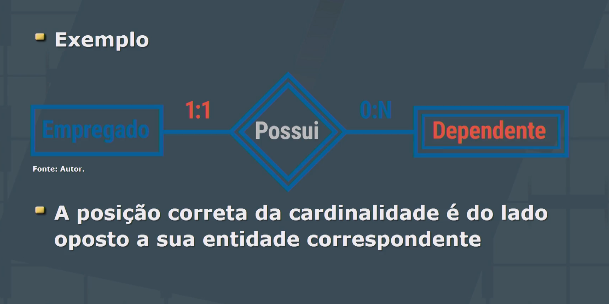 Exemplo
1:1
0:N
Empregado
Possui
Dependente
Fonte: Autor.
A posição correta da cardinalidade é do lado
oposto a sua entidade correspondente